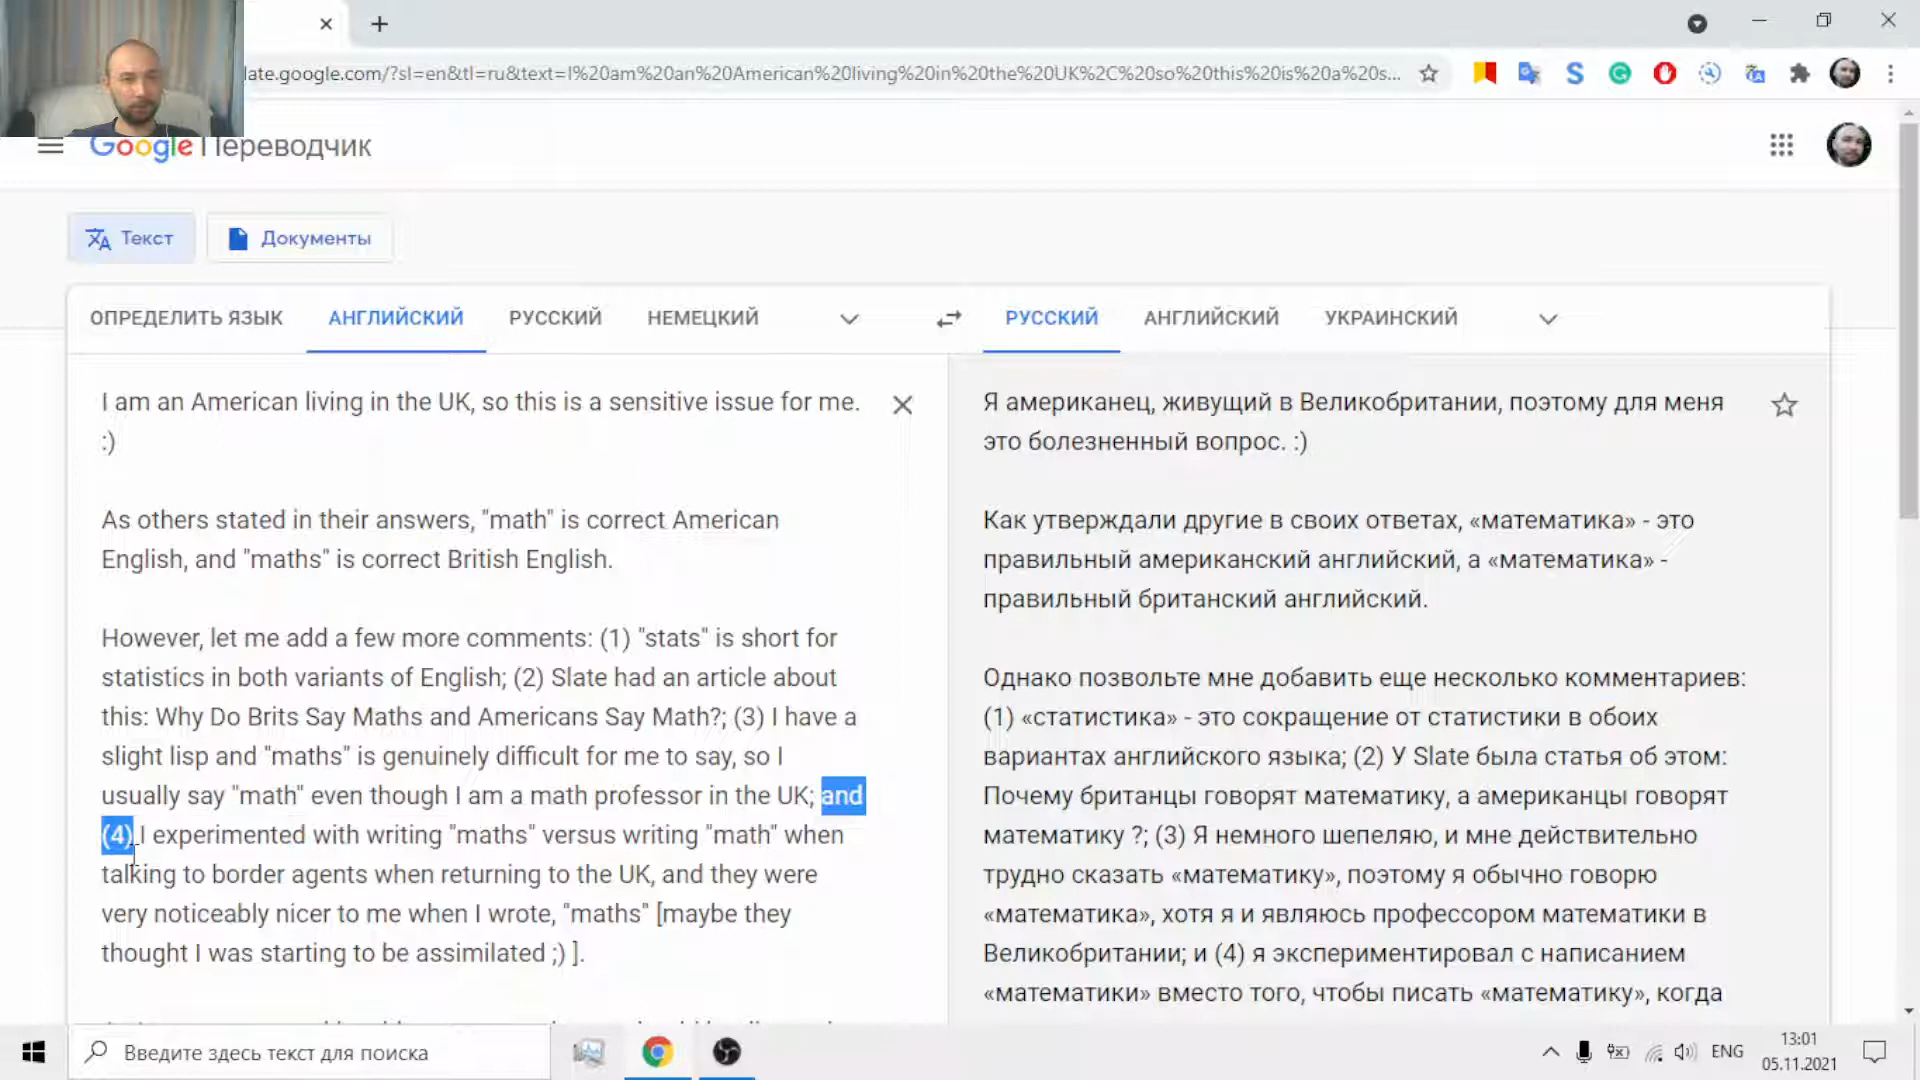 late.google.com/?sl=en&tl=ru&text=I%20am%20an%20American%20living%20in%20the%20UK%2C%20so%20this%20is%20a%20s...
Google Переводчик
Текст
Документы
ОПРЕДЕЛИТЬ ЯЗЫК АНГЛИЙСКИЙ РУССКИЙ НЕМЕЦКИЙ
РУССКИЙ АНГЛИЙСКИЙ УКРАИНСКИЙ
I am an American living in the UK, so this is a sensitive issue for me.
:)
As others stated in their answers, "math" is correct American
English, and "maths" is correct British English.
However, let me add a few more comments: (1) "stats" is short for
statistics in both variants of English; (2) Slate had an article about
this: Why Do Brits Say Maths and Americans Say Math?; (3) I have a
slight lisp and "maths" is genuinely difficult for me to say, so I
usually say "math" even though I am a math professor in the UK; and
(4) I experimented with writing "maths" versus writing "math" when
talking to border agents when returning to the UK, and they were
very noticeably nicer to me when I wrote, "maths" [maybe they
thought I was starting to be assimilated ;) ].
Я американец, живущий в Великобритании, поэтому для меня
это болезненный вопрос. :)
Как утверждали другие в своих ответах, «математика» - это
правильный американский английский, а «математика» -
правильный британский английский.
Однако позвольте мне добавить еще несколько комментариев:
(1) «статистика» - это сокращение от статистики в обоих
вариантах английского языка; (2) У Slate была статья об этом:
Почему британцы говорят математику, а американцы говорят
математику ?; (3) Я немного шепеляю, и мне действительно
трудно сказать «математику», поэтому я обычно говорю
«математика», хотя я и являюсь профессором математики в
Великобритании; и (4) я экспериментировал с написанием
«математики» вместо того, чтобы писать «математику», когда
Введите здесь текст для поиска
ENG
13:01
05.11.2021